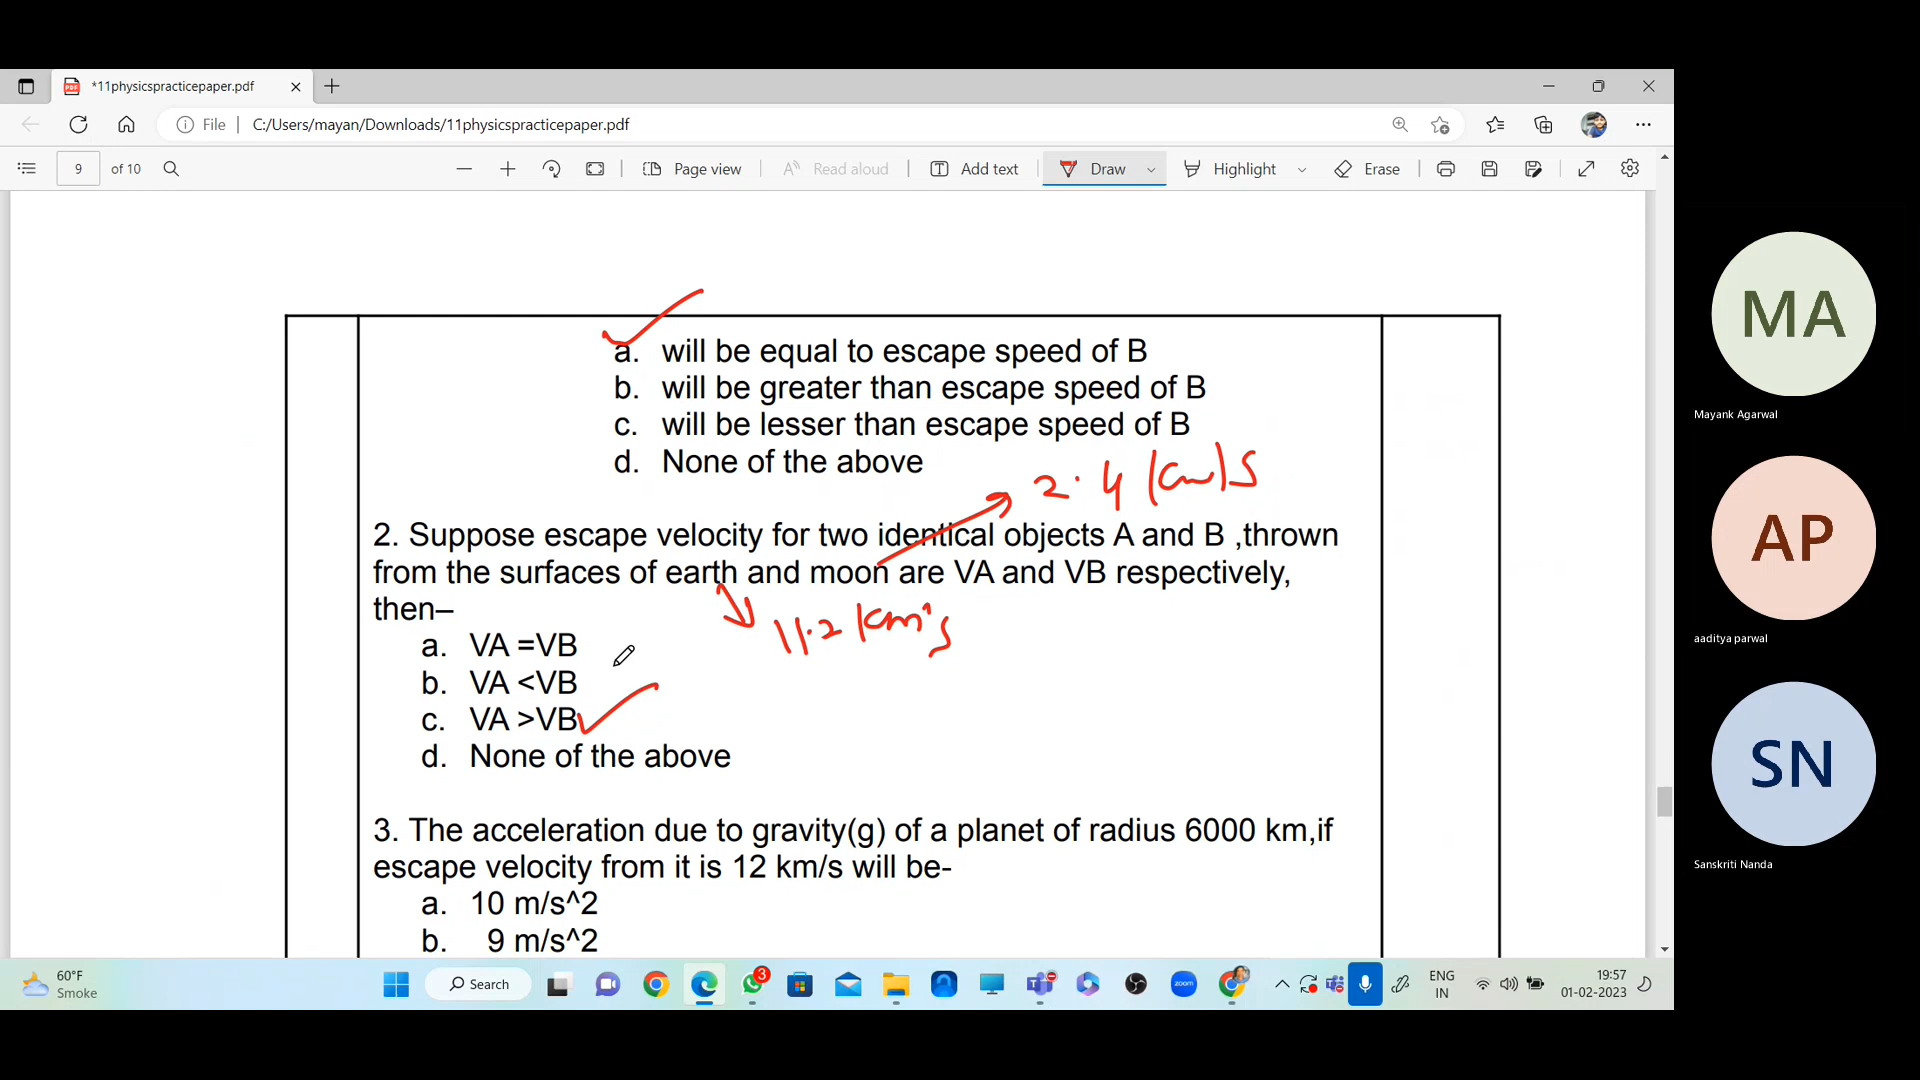 *11physicspracticepaper.pdf
File
C:/Users/mayan/Downloads/11physicspracticepaper.pdf
9 of 10
Page view
Read aloud
Add text
Draw
Highlight
Erase
a. will be equal to escape speed of B
b. will be greater than escape speed of B
c. will be lesser than escape speed of B
d. None of the above
2.4 km/s
2. Suppose escape velocity for two identical objects A and B ,thrown
from the surfaces of earth and moon are VA and VB respectively,
then–
11.2 km/s
a. VA =VB
b. VA <VB
c. VA >VB
d. None of the above
3. The acceleration due to gravity(g) of a planet of radius 6000 km,if
escape velocity from it is 12 km/s will be-
a. 10 m/s^2
b. 9 m/s^2
MA
Mayank Agarwal
AP
aaditya parwal
SN
Sanskriti Nanda
60°F
Smoke
Search
3
zoom
ENG
IN
19:57
01-02-2023